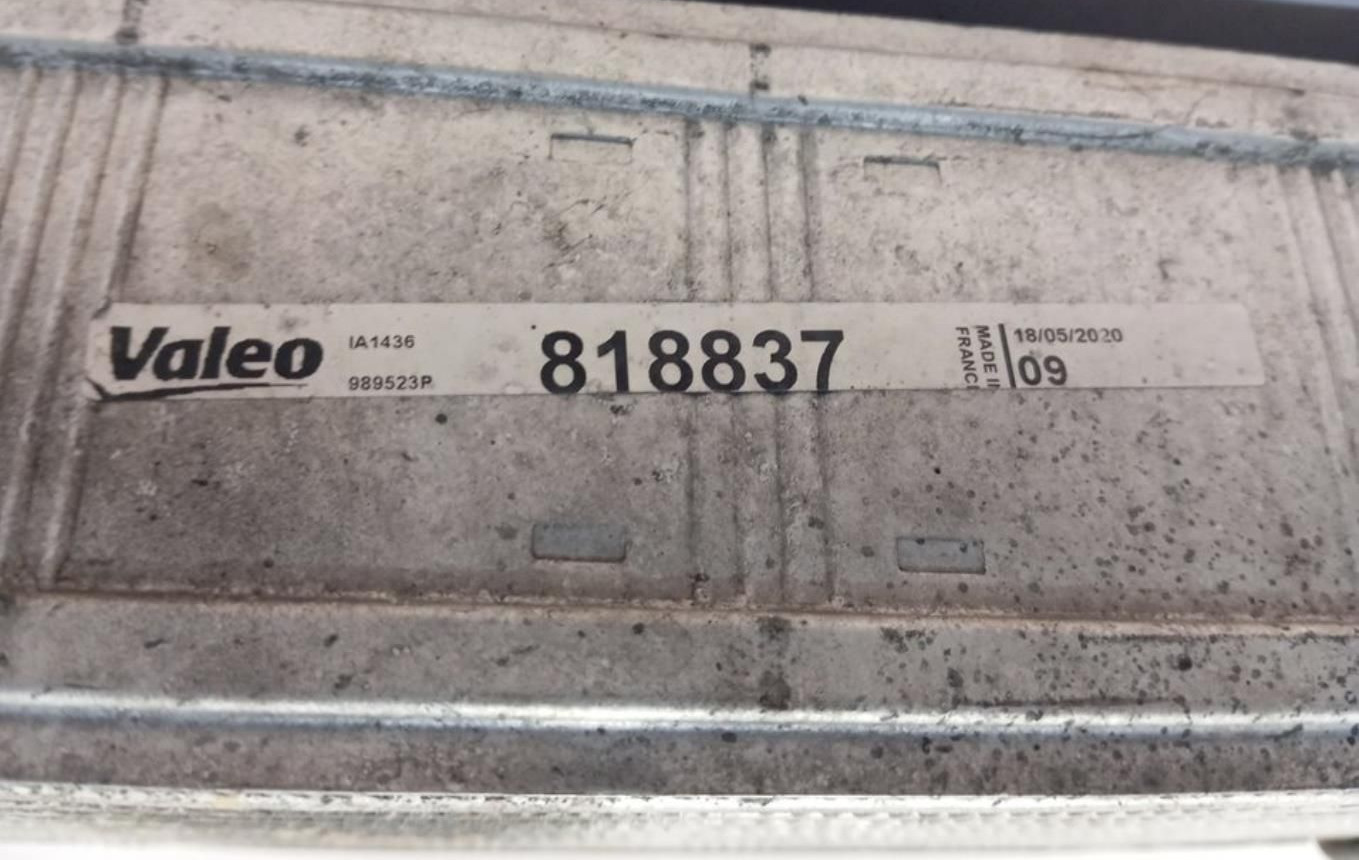 Valeo
IA1436
989523P
818837
MADE IN
FRANCE
18/05/2020
09